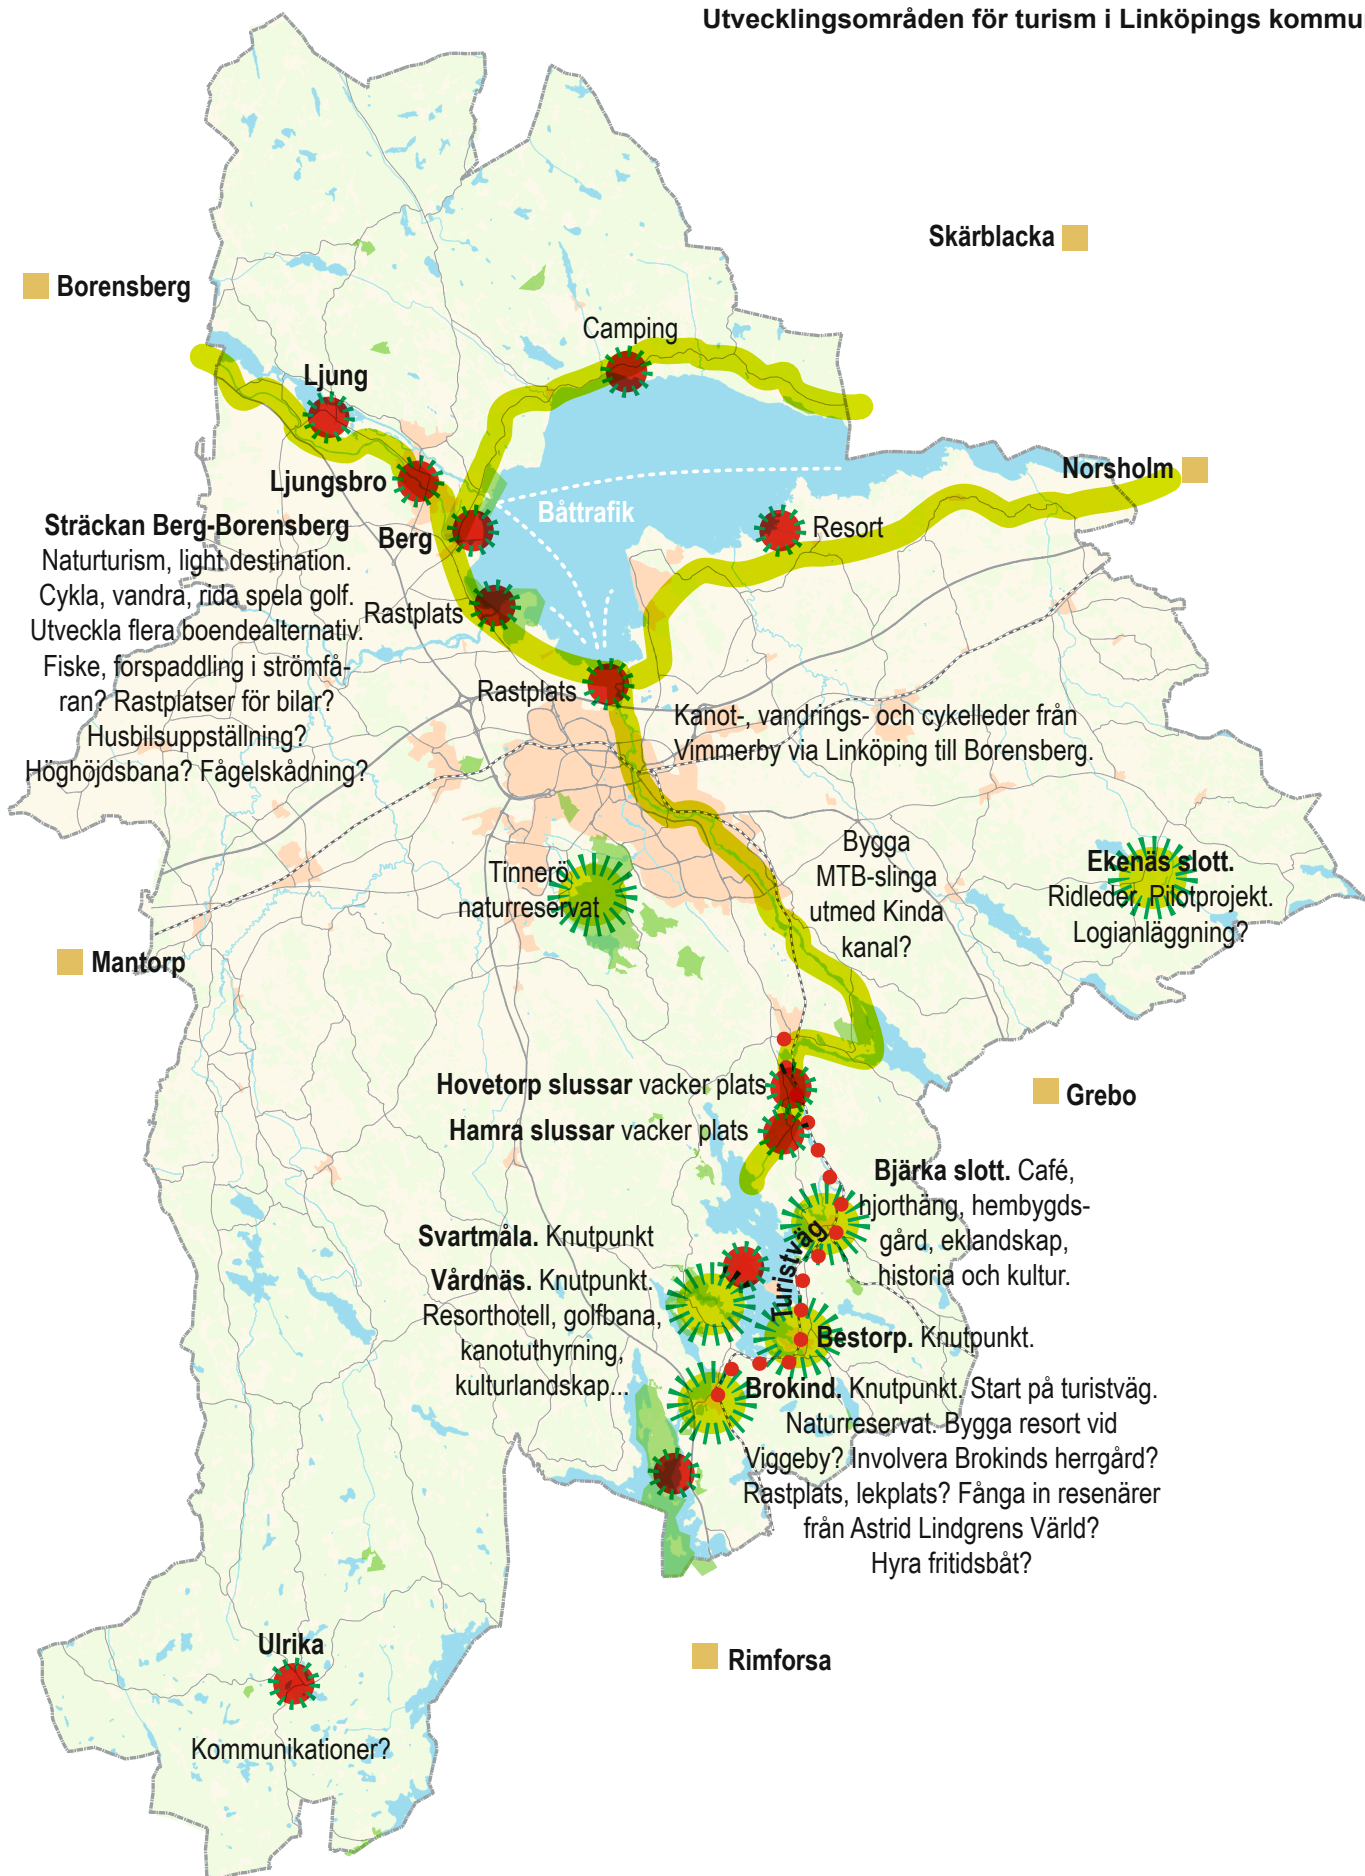 Utvecklingsområden för turism i Linköpings kommu
Skärblacka
Borensberg
Camping
Ljung
Norsholm
Ljungsbro
Båttrafik
Resort
Berg
Sträckan Berg-Borensberg
Naturturism, light destination.
Cykla, vandra, rida spela golf.
Utveckla flera boendealternativ.
Fiske, forspaddling i strömfå-
ran? Rastplatser för bilar?
Husbilsuppställning?
Höghöjdsbana? Fågelskådning?
Rastplats
Rastplats
Kanot-, vandrings- och cykelleder från
Vimmerby via Linköping till Borensberg.
Bygga
MTB-slinga
utmed Kinda
kanal?
Ekenäs slott.
Ridleder. Pilotprojekt.
Logianläggning?
Tinnerö
naturreservat
Mantorp
Hovetorp slussar vacker plats
Grebo
Hamra slussar vacker plats
Bjärka slott. Café,
hjorthäng, hembygds-
gård, eklandskap,
historia och kultur.
Svartmåla. Knutpunkt
Turistväg
Vårdnäs. Knutpunkt.
Resorthotell, golfbana,
kanotuthyrning,
kulturlandskap...
Bestorp. Knutpunkt.
Brokind. Knutpunkt. Start på turistväg.
Naturreservat. Bygga resort vid
Viggeby? Involvera Brokinds herrgård?
Rastplats, lekplats? Fånga in resenärer
från Astrid Lindgrens Värld?
Hyra fritidsbåt?
Ulrika
Rimforsa
Kommunikationer?